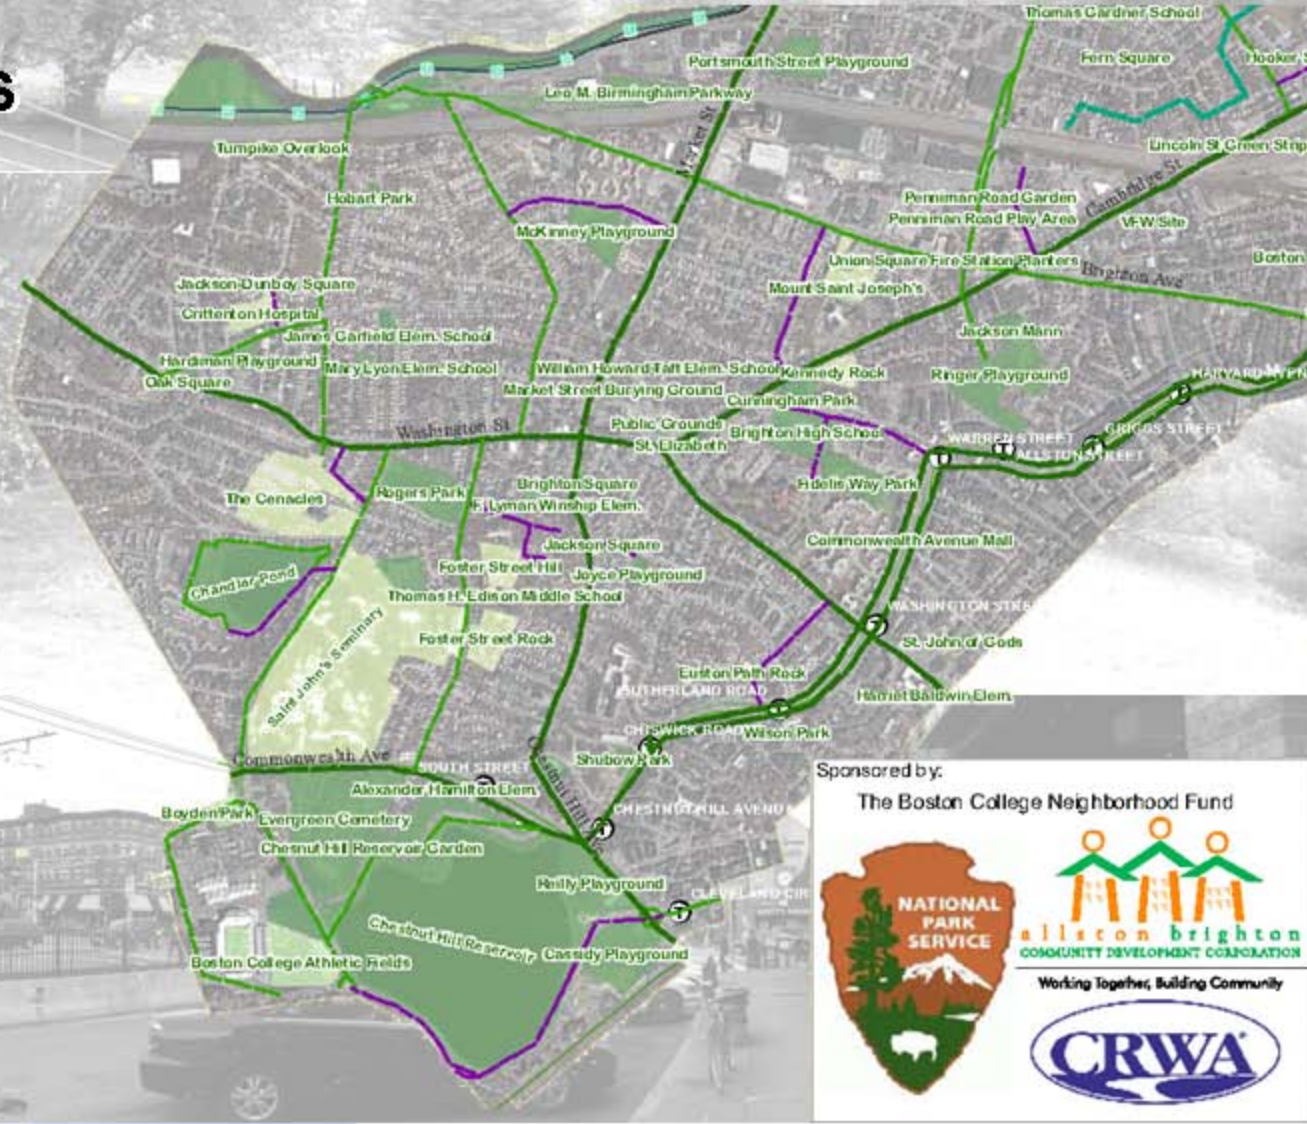 s
Thomas Gardner School
Portsmouth Street Playground
Fern Square
Hooker S
Leo M. Birmingham Parkway
Market St
Turnpike Overlook
Lincoln St Green Strip
Hobart Park
Penniman Road Garden
Cambridge St
Penniman Road Play Area
VFW Site
McKinney Playground
Union Square Fire Station Planters
Boston
Brighton Ave
Jackson-Dunboy Square
Mount Saint Joseph's
Crittenton Hospital
James Garfield Elem. School
Jackson Mann
Hardiman Playground
Mary Lyon Elem. School
William Howard Taft Elem. School
Kennedy Rock
Ringer Playground
HARVARD AVEN
Oak Square
Market Street Burying Ground
Cunningham Park
Washington St
Public Grounds
Brighton High School
WARREN STREET
GRIGGS STREET
St. Elizabeth
ALLSTON STREET
The Cenacles
Rogers Park
Brighton Square
Fidelis Way Park
F. Lyman Winship Elem.
Jackson Square
Commonwealth Avenue Mall
Foster Street Hill
Joyce Playground
Chandlar Pond
Thomas H. Edison Middle School
WASHINGTON STREE
Saint John's Seminary
Foster Street Rock
St. John of Gods
Euston Path Rock
SUTHERLAND ROAD
Harriet Baldwin Elem.
CHISWICK ROAD
Wilson Park
Commonwealth Ave
SOUTH STREET
Shubow Park
Chesnut Hill Ave
Alexander Hamilton Elem.
CHESTNUT HILL AVENU
Boyden Park
Evergreen Cemetery
Chesnut Hill Reservoir Garden
Reilly Playground
CLEVELAND CIR
Chestnut Hill Reservoir
Cassidy Playground
Boston College Athletic Fields
Sponsored by:
The Boston College Neighborhood Fund
NATIONAL
PARK
SERVICE
allston brighton
COMMUNITY DEVELOPMENT CORPORATION
Working Together, Building Community
CRWA